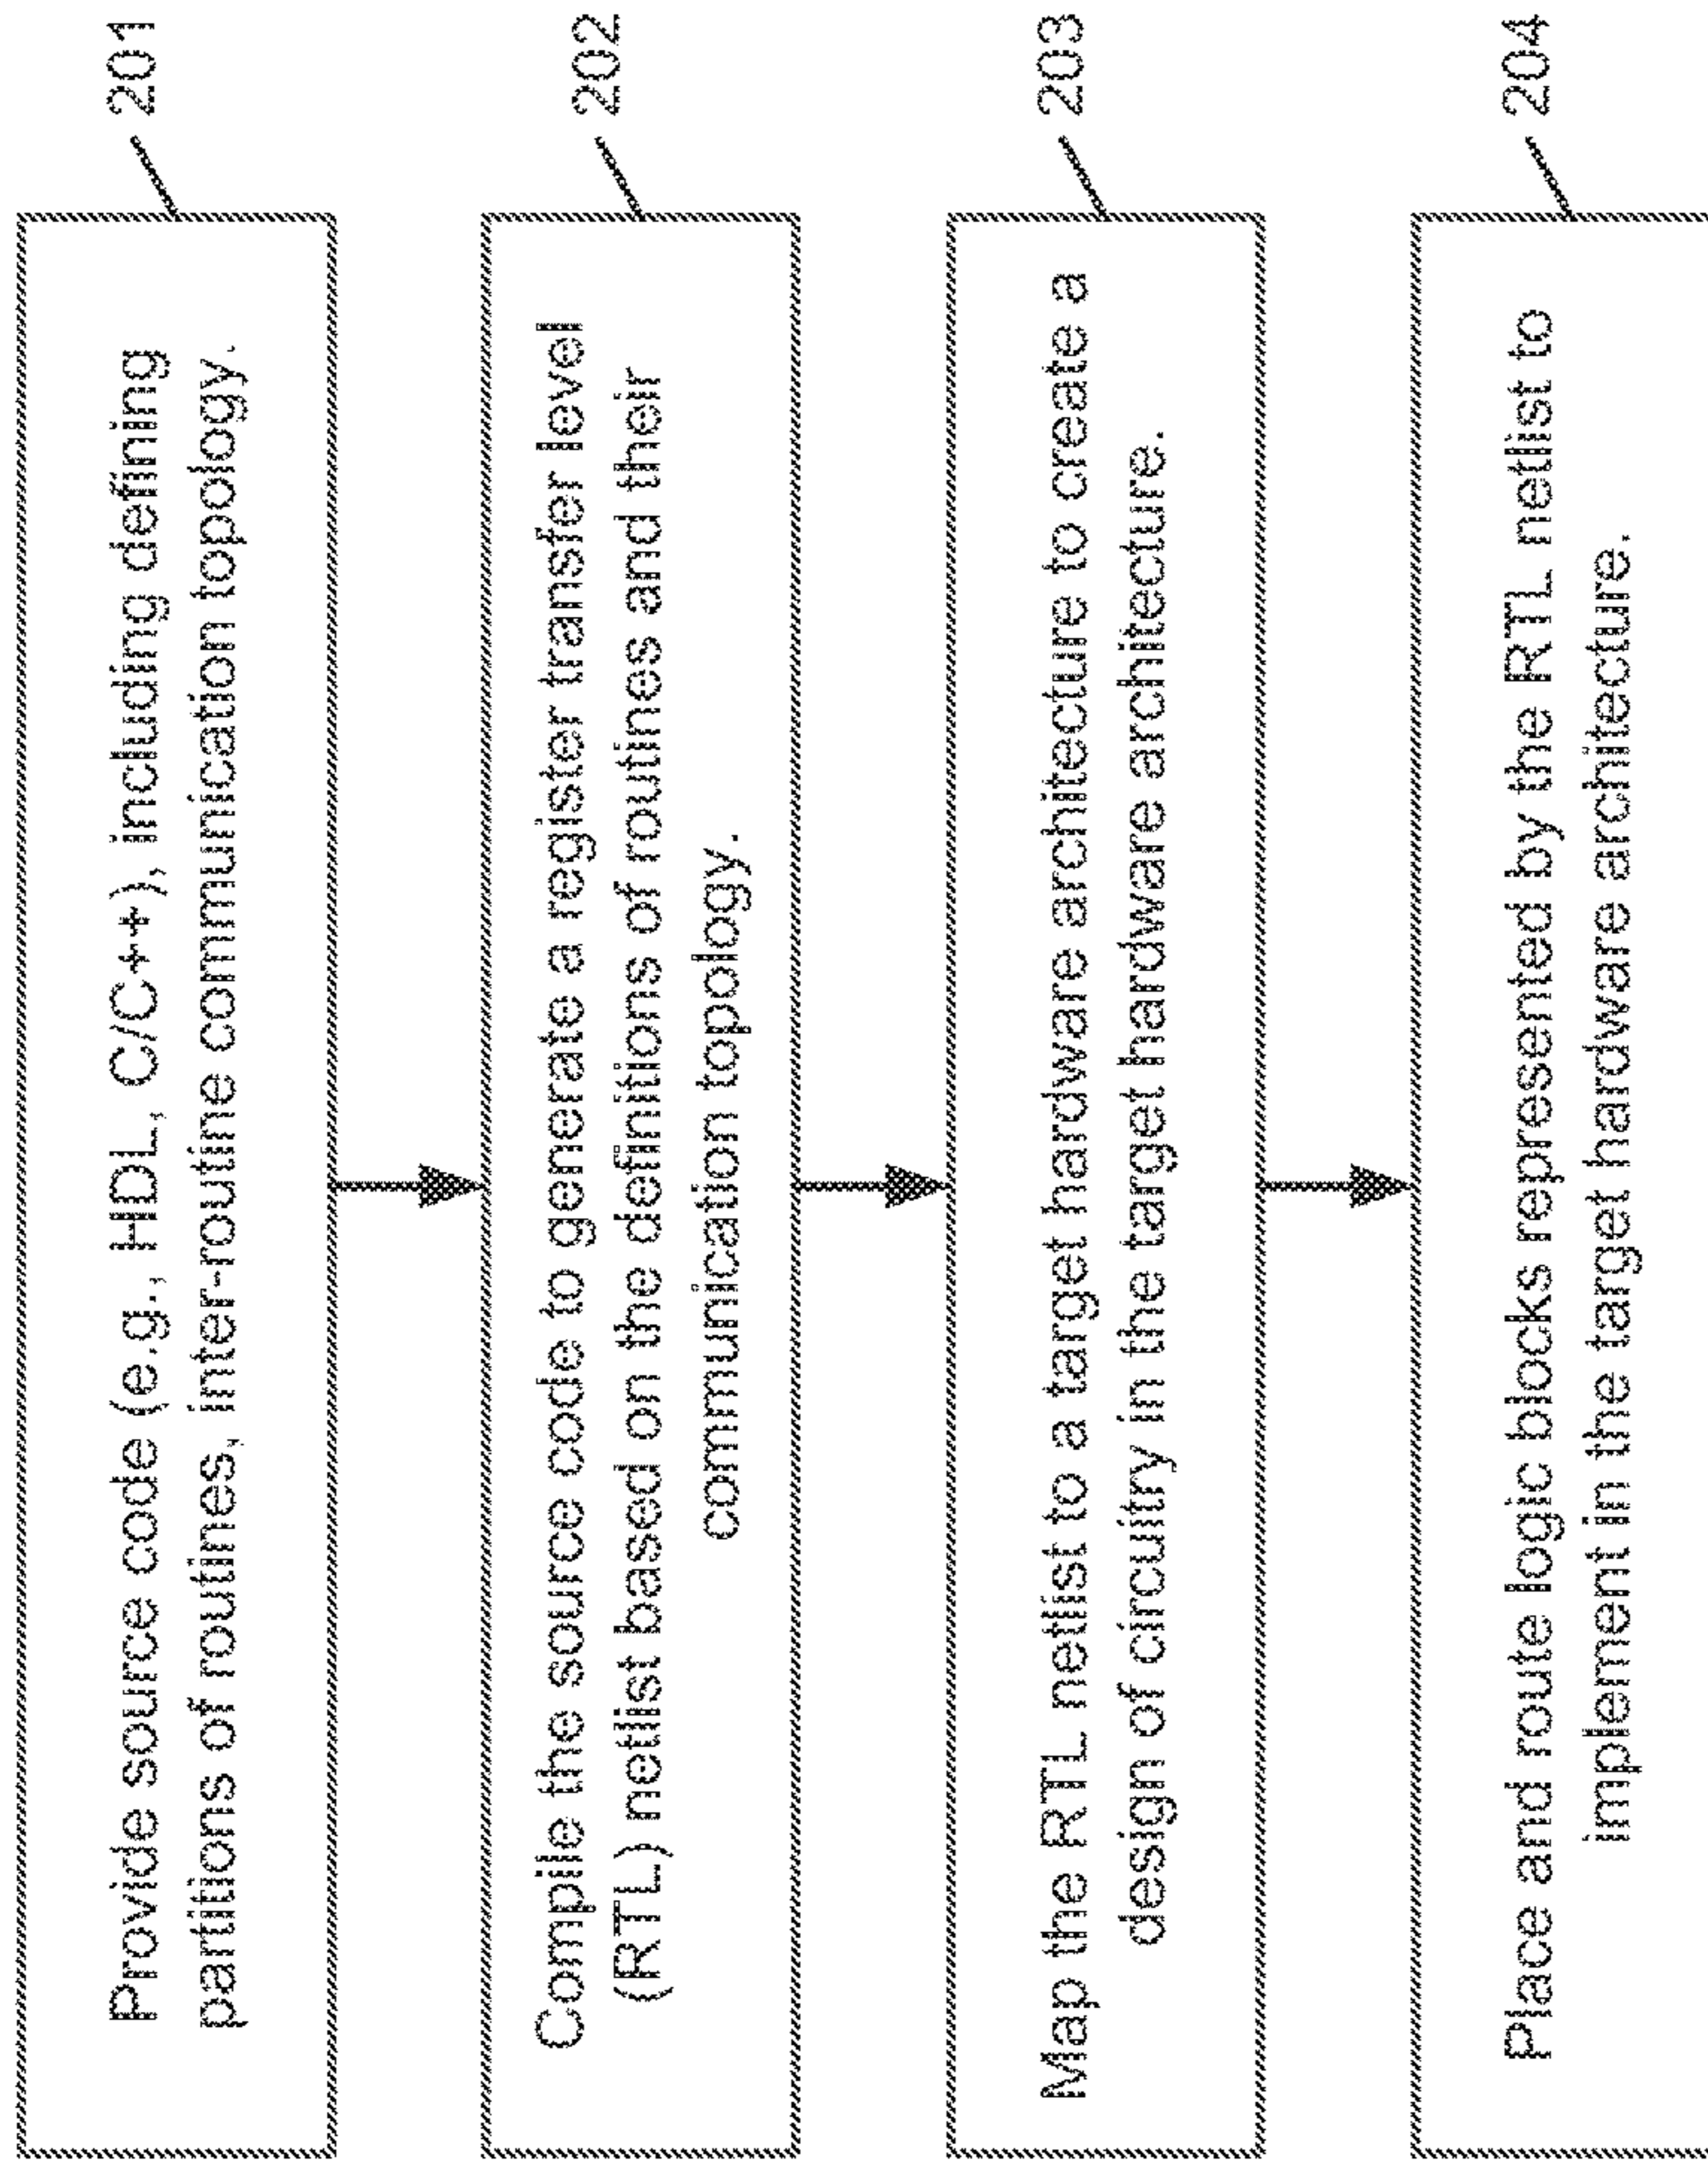 Provide source code (e.g., HDL, C/C++), including defining
partitions of routines, inter-routine communication topology.
201
Compile the source code to generate a register transfer level
(RTL) netlist based on the definitions of routines and their
communication topology.
202
Map the RTL netlist to a target hardware architecture to create a
design of circuitry in the target hardware architecture.
203
Place and route logic blocks represented by the RTL netlist to
implement in the target hardware architecture.
204